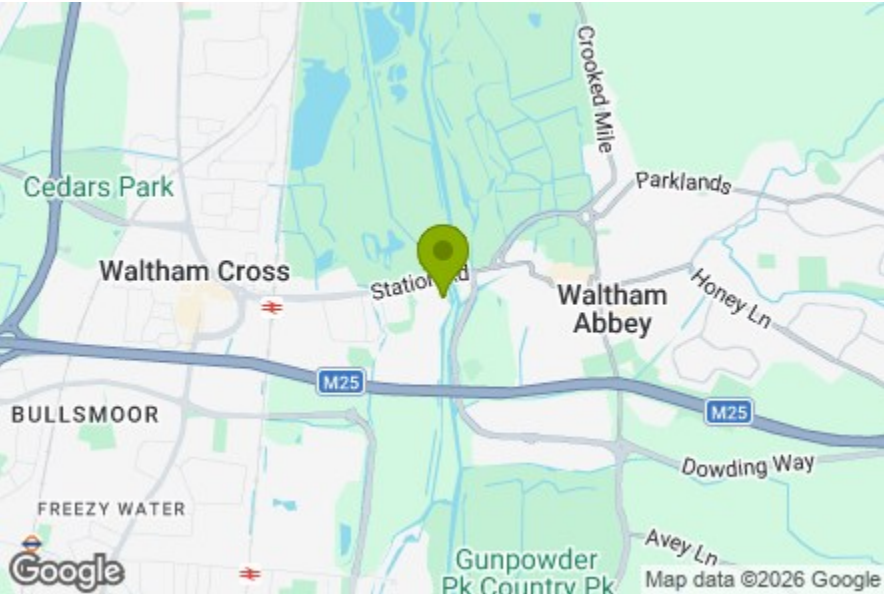 Crooked Mile
Parklands
Cedars Park
Waltham Cross
Station Rd
Waltham
Abbey
Honey Ln
M25
M25
BULLSMOOR
Dowding Way
FREEZY WATER
Avey Ln
Gunpowder
Pk Country Pk
Google
Map data ©2026 Google